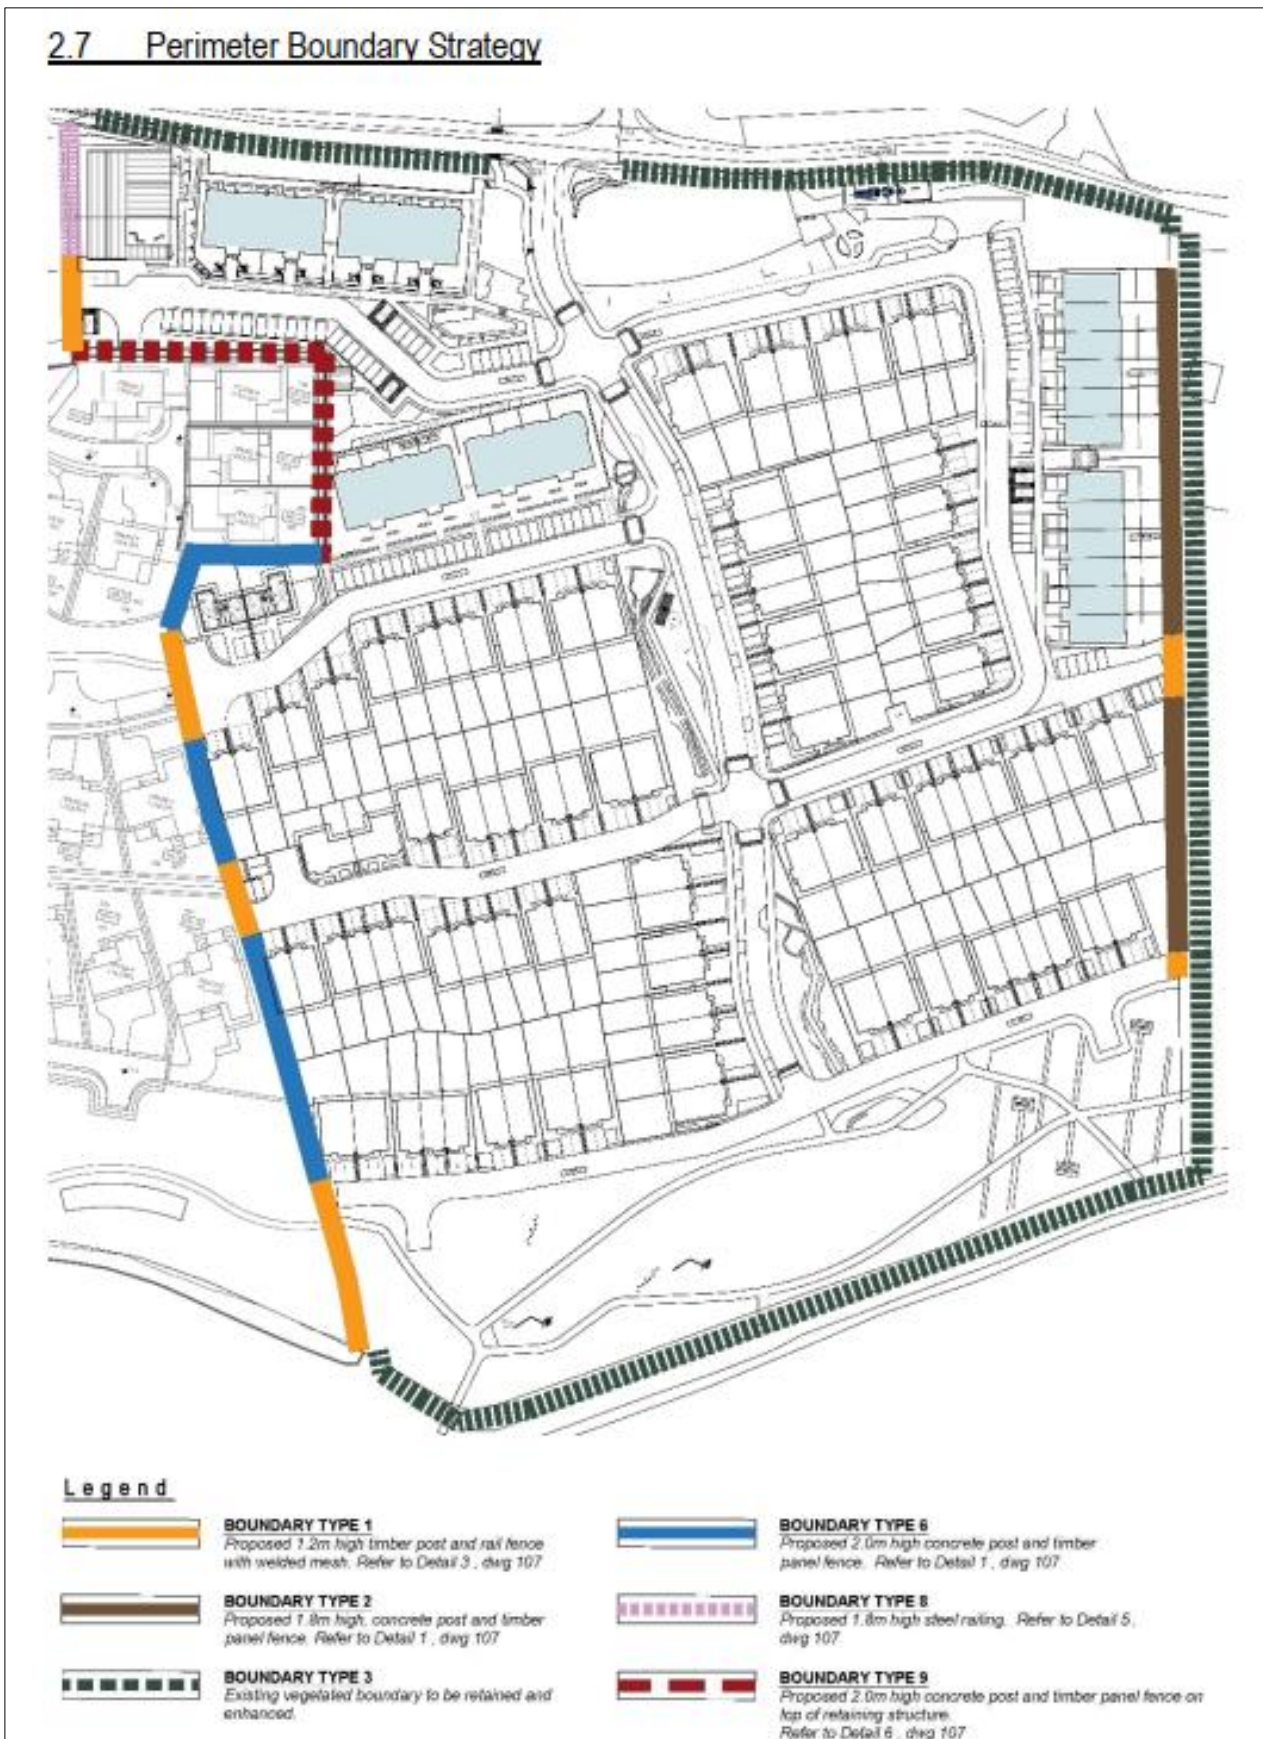 2.7 Perimeter Boundary Strategy
Legend
BOUNDARY TYPE 1
Proposed 1.2m high timber post and rail fence
with welded mesh. Refer to Detail 3 , dwg 107
BOUNDARY TYPE 2
Proposed 1.8m high, concrete post and timber
panel fence. Refer to Detail 1 , dwg 107
BOUNDARY TYPE 3
Existing vegetated boundary to be retained and
enhanced.
BOUNDARY TYPE 6
Proposed 2.0m high concrete post and timber
panel fence. Refer to Detail 1 , dwg 107
BOUNDARY TYPE 8
Proposed 1.8m high steel railing. Refer to Detail 5 ,
dwg 107
BOUNDARY TYPE 9
Proposed 2.0m high concrete post and timber panel fence on
top of retaining structure.
Refer to Detail 6 , dwg 107